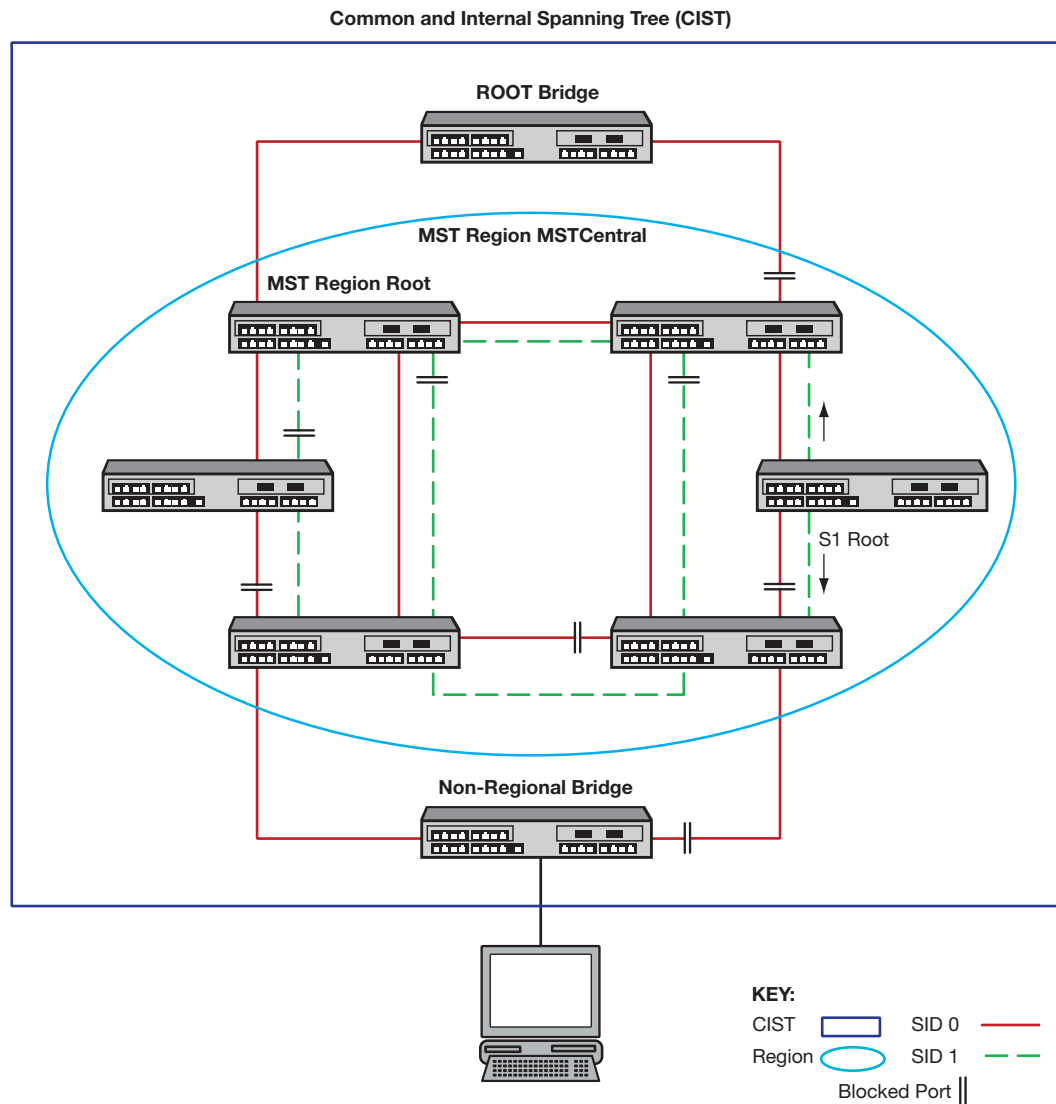 Common and Internal Spanning Tree (CIST)
ROOT Bridge
MST Region MSTCentral
MST Region Root
S1 Root
Non-Regional Bridge
KEY:
CIST SID 0
Region SID 1
Blocked Port